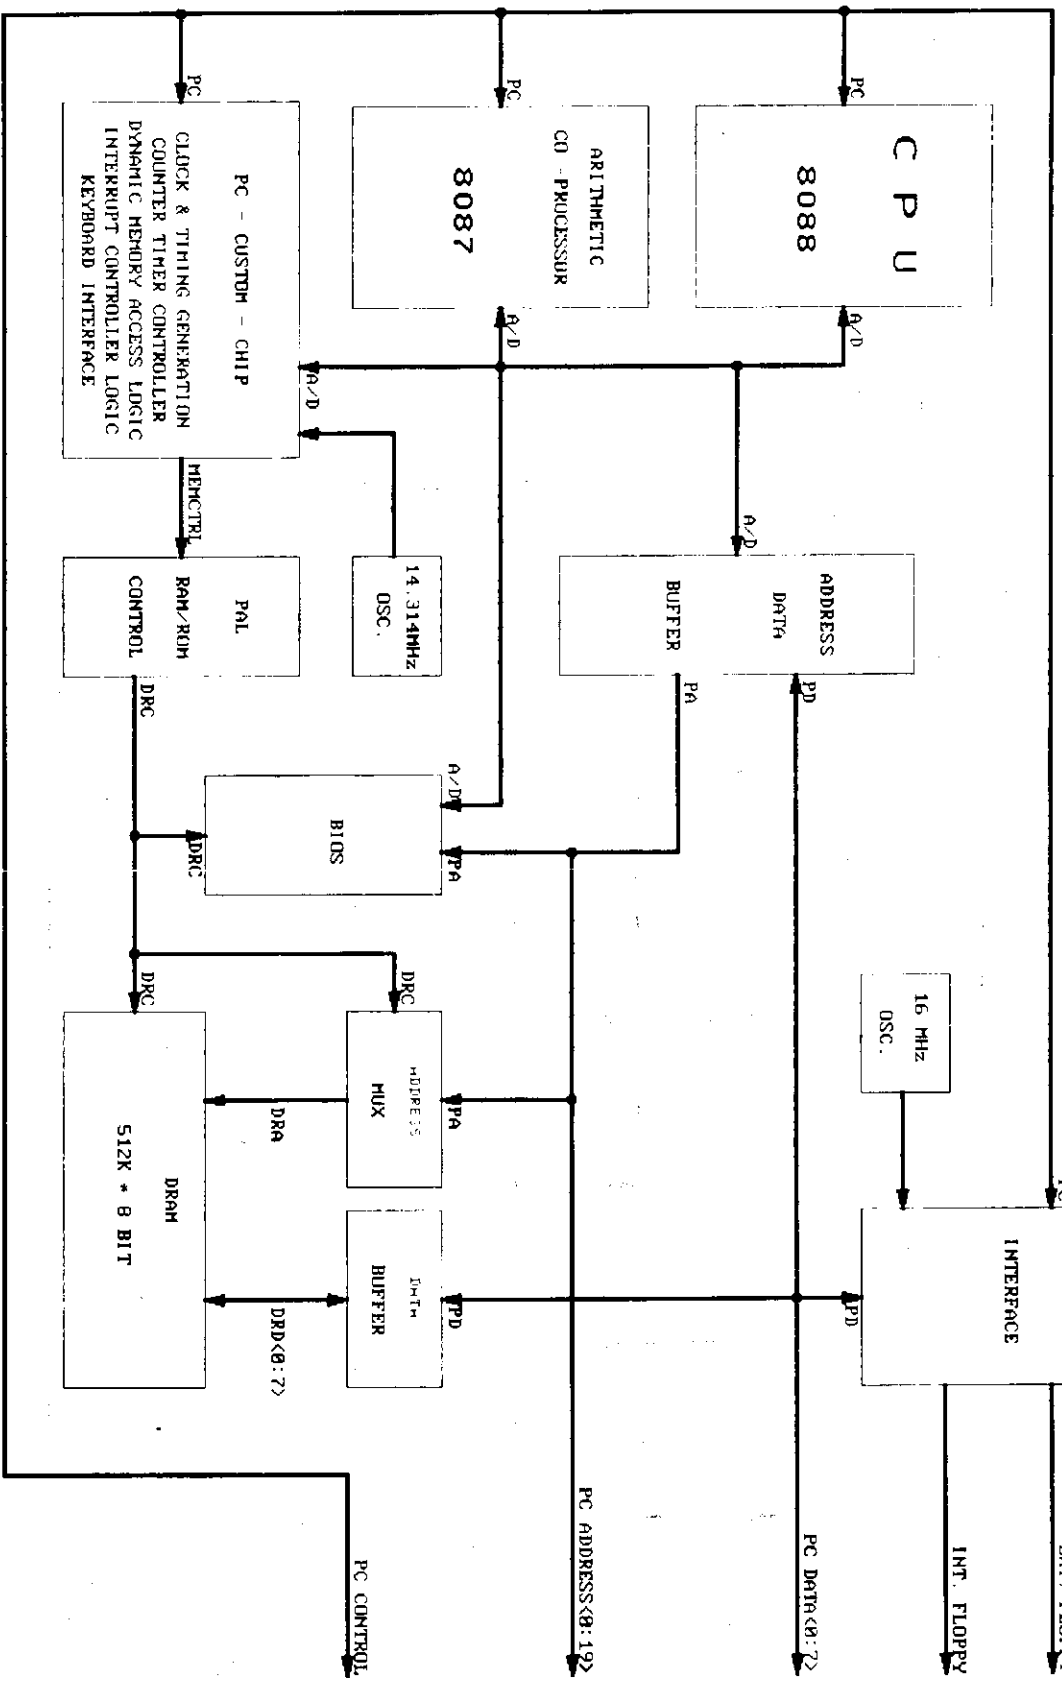 PC
PC
PC
C P U
8088
ARITHMETIC
CO - PROCESSOR
8087
PC - CUSTOM - CHIP
CLOCK & TIMING GENERATION
COUNTER TIMER CONTROLLER
DYNAMIC MEMORY ACCESS LOGIC
INTERRUPT CONTROLLER LOGIC
KEYBOARD INTERFACE
A/D
A/D
A/D
MEMCTRL
A/D
ADDRESS
DATA
BUFFER
14.314MHz
OSC.
PAL
RAM/ROM
CONTROL
PD
PA
DRC
A/D
PA
DRC
BIOS
16 MHz
OSC.
DRC
DRC
ADDRESS
MUX
PA
DRA
DRAM
512K * 8 BIT
INTERFACE
PD
PD
DATA
BUFFER
DRD<0:7>
INT. FLOPPY
PC DATA<0:7>
PC ADDRESS<0:19>
PC CONTROL